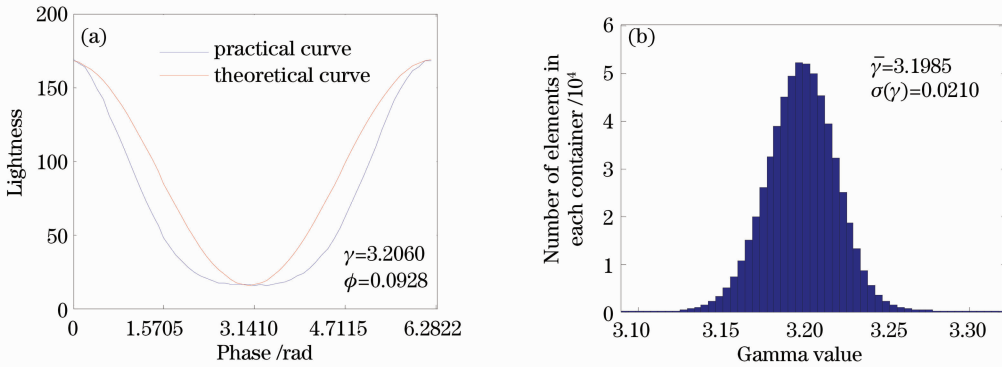 (a)
practical curve
theoretical curve
γ=3.2060
ϕ=0.0928
200
150
100
50
0
Lightness
0 1.5705 3.1410 4.7115 6.2822
Phase /rad
(b)
γ̄=3.1985
σ(γ)=0.0210
6
5
4
3
2
1
0
Number of elements in
each container /10⁴
3.10 3.15 3.20 3.25 3.30
Gamma value